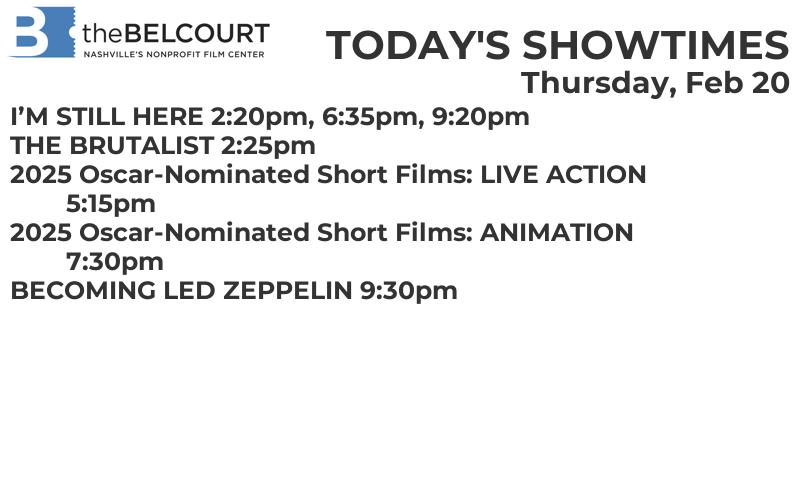 B theBELCOURT
NASHVILLE'S NONPROFIT FILM CENTER
TODAY'S SHOWTIMES
Thursday, Feb 20
I’M STILL HERE 2:20pm, 6:35pm, 9:20pm
THE BRUTALIST 2:25pm
2025 Oscar-Nominated Short Films: LIVE ACTION
5:15pm
2025 Oscar-Nominated Short Films: ANIMATION
7:30pm
BECOMING LED ZEPPELIN 9:30pm